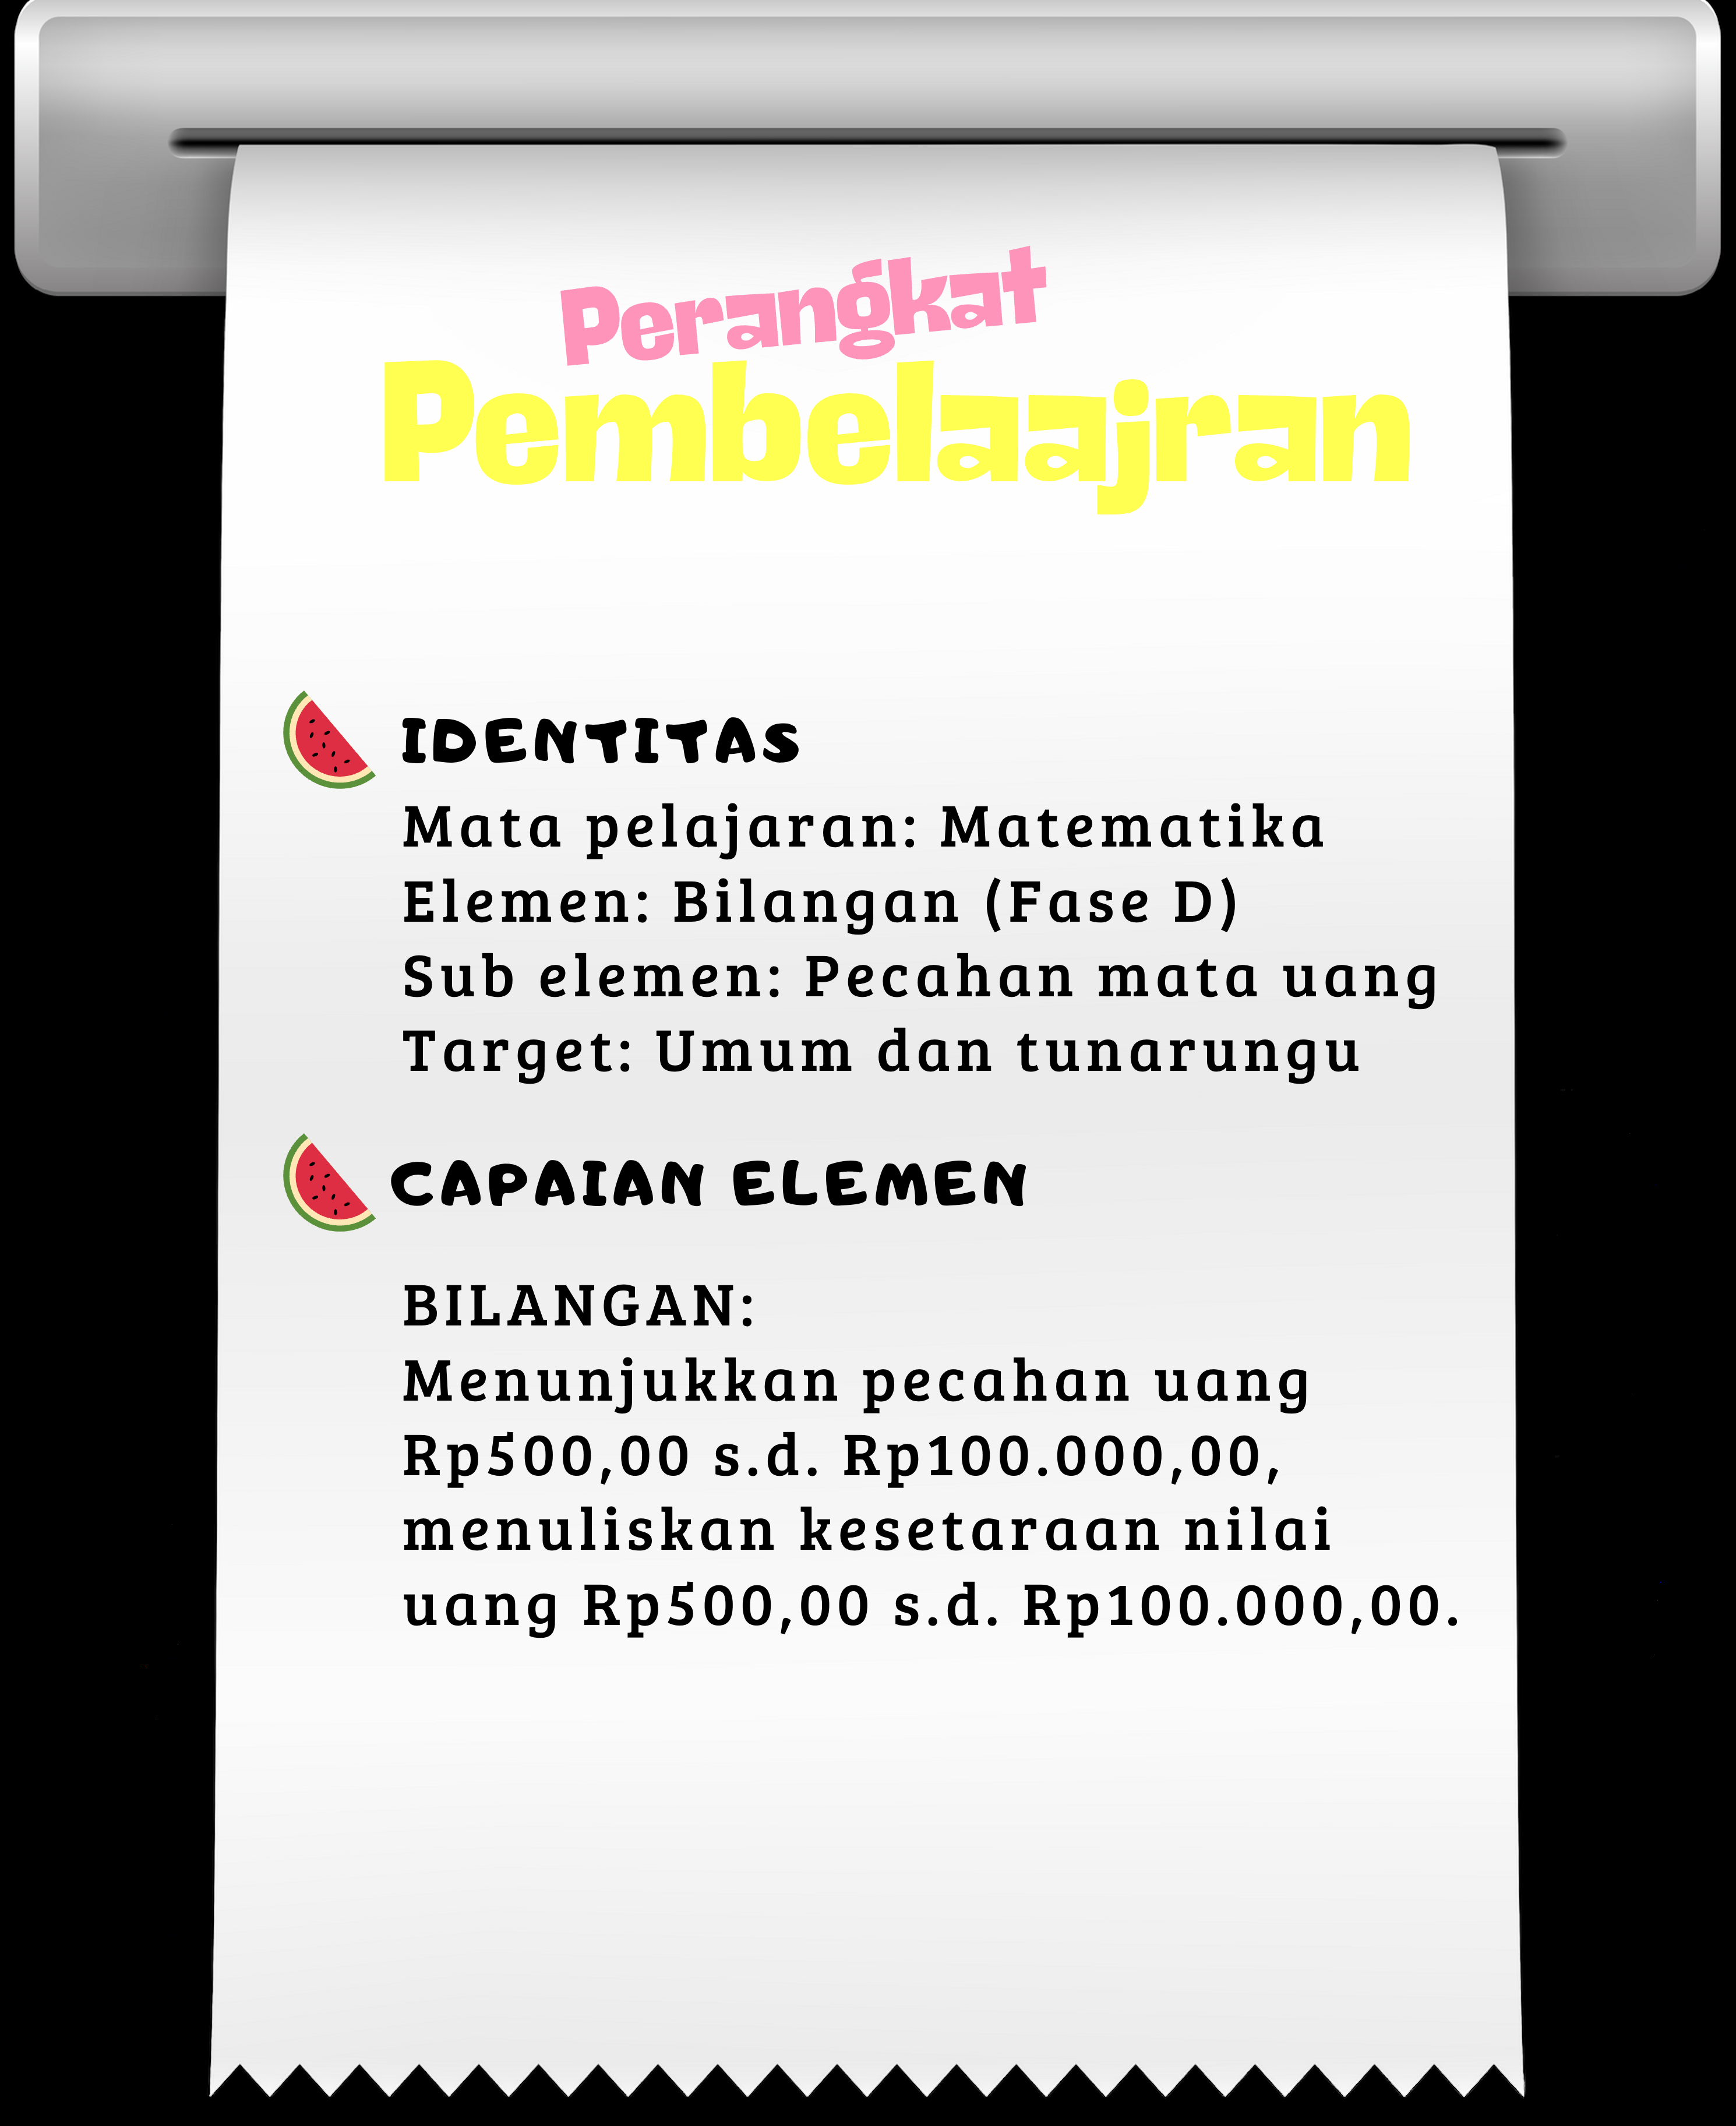 Perangkat
Pembelaajran
IDENTITAS
Mata pelajaran: Matematika
Elemen: Bilangan (Fase D)
Sub elemen: Pecahan mata uang
Target: Umum dan tunarungu
CAPAIAN ELEMEN
BILANGAN:
Menunjukkan pecahan uang
Rp500,00 s.d. Rp100.000,00,
menuliskan kesetaraan nilai
uang Rp500,00 s.d. Rp100.000,00.